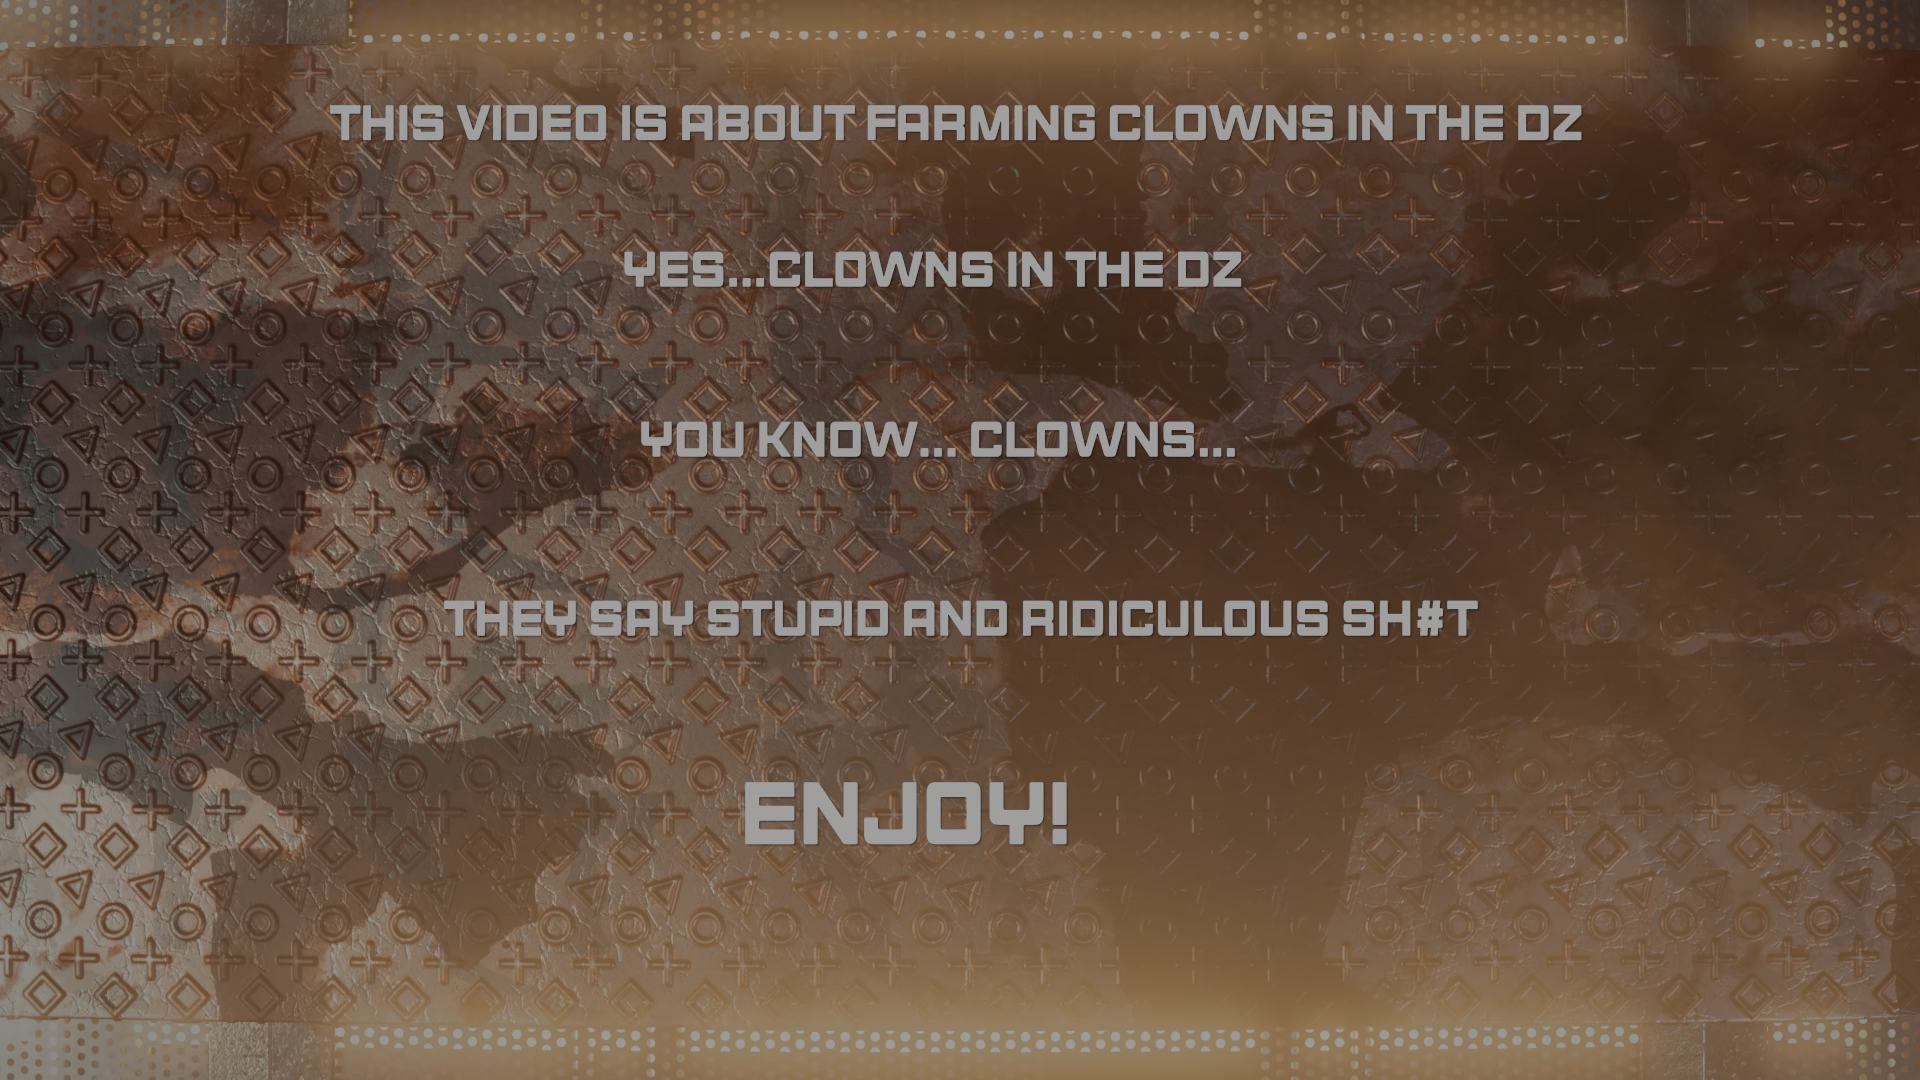 THIS VIDEO IS ABOUT FARMING CLOWNS IN THE DZ
YES...CLOWNS IN THE DZ
YOU KNOW... CLOWNS...
THEY SAY STUPID AND RIDICULOUS SH#T
ENJOY!